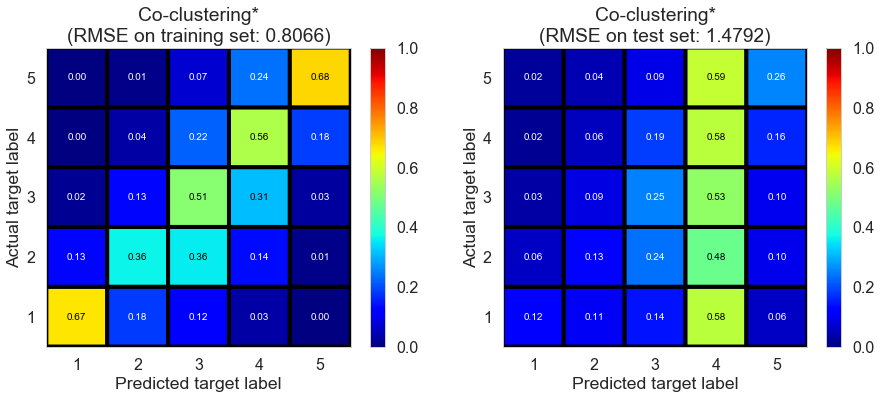 Co-clustering*
(RMSE on training set: 0.8066)
Actual target label
5
4
3
2
1
0.00 0.01 0.07 0.24 0.68
0.00 0.04 0.22 0.56 0.18
0.02 0.13 0.51 0.31 0.03
0.13 0.36 0.36 0.14 0.01
0.67 0.18 0.12 0.03 0.00
1 2 3 4 5
Predicted target label
1.0
0.8
0.6
0.4
0.2
0.0
Co-clustering*
(RMSE on test set: 1.4792)
Actual target label
5
4
3
2
1
0.02 0.04 0.09 0.59 0.26
0.02 0.06 0.19 0.58 0.16
0.03 0.09 0.25 0.53 0.10
0.06 0.13 0.24 0.48 0.10
0.12 0.11 0.14 0.58 0.06
1 2 3 4 5
Predicted target label
1.0
0.8
0.6
0.4
0.2
0.0